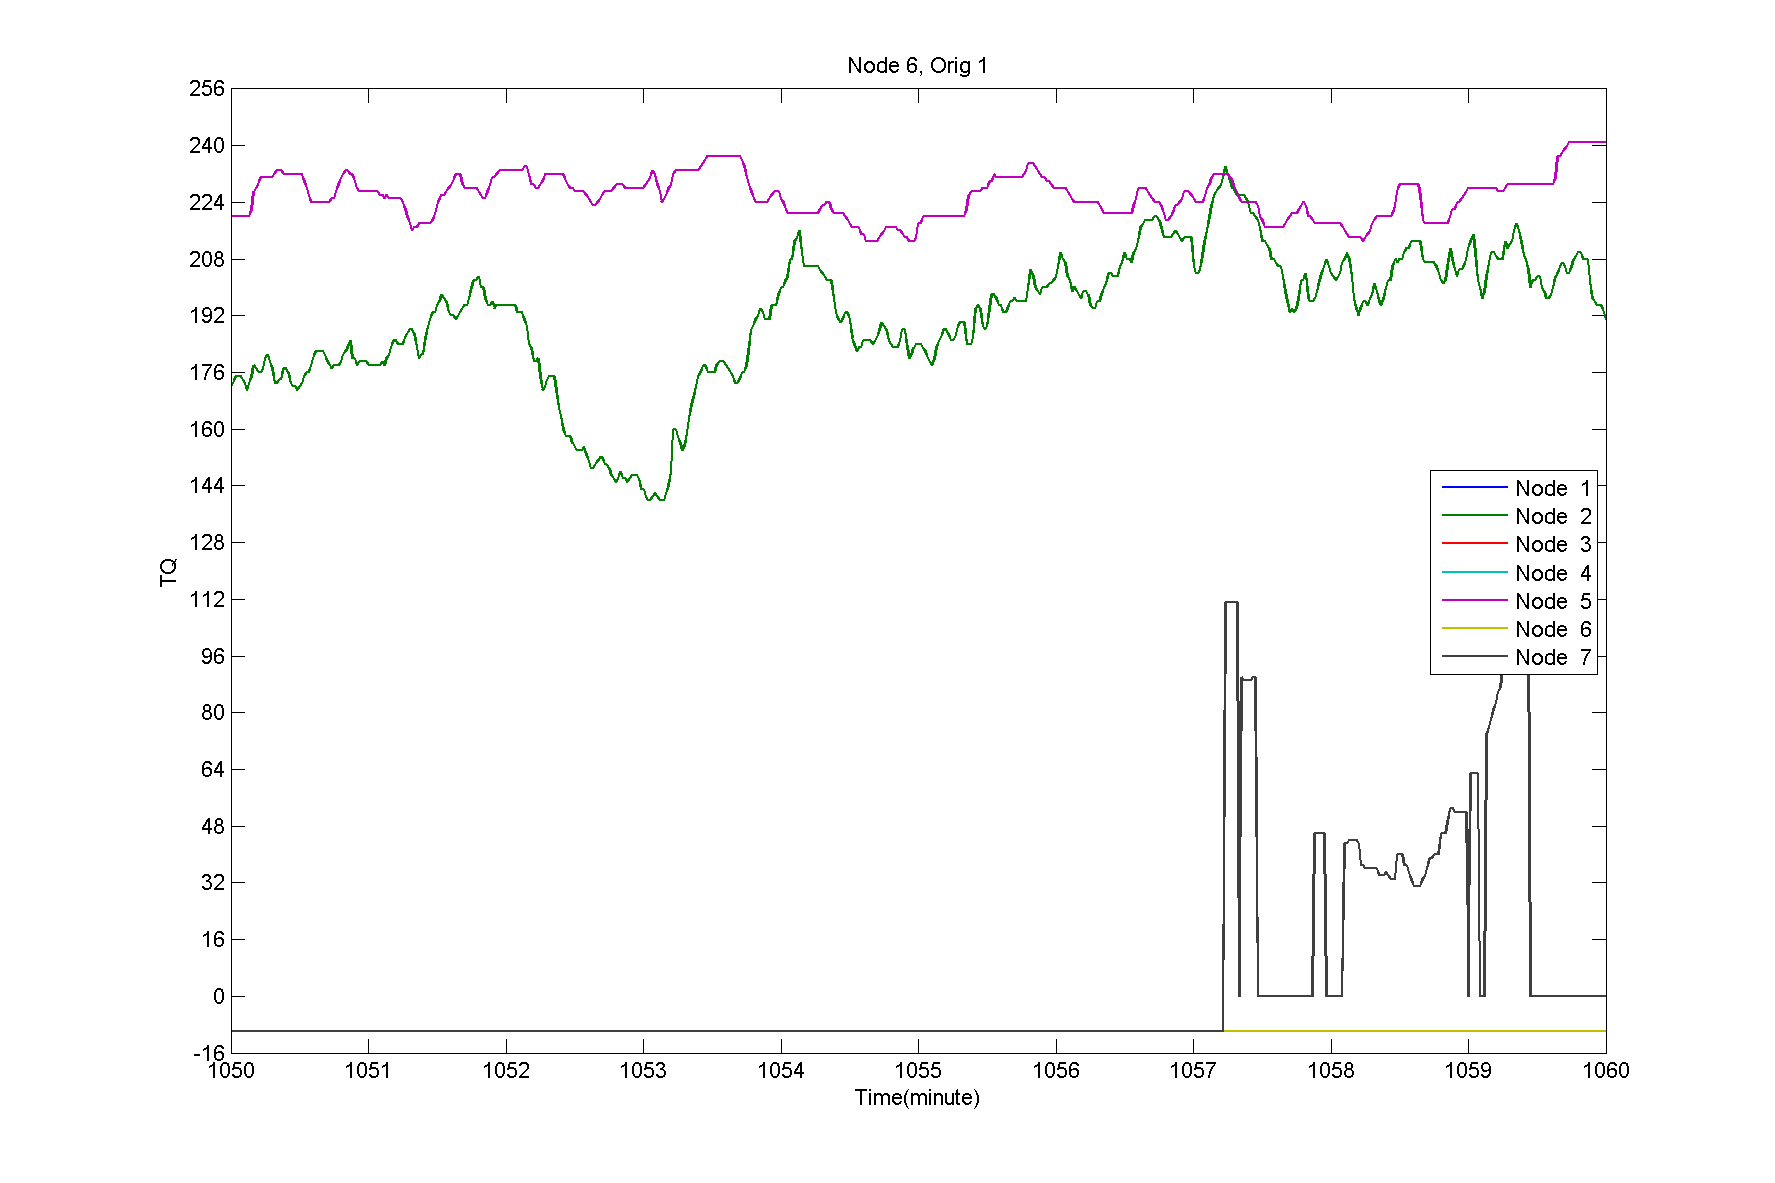 Node 6, Orig 1
256
240
224
208
192
176
160
144
128
112
96
80
64
48
32
16
0
-16
TQ
Node 1
Node 2
Node 3
Node 4
Node 5
Node 6
Node 7
1050 1051 1052 1053 1054 1055 1056 1057 1058 1059 1060
Time(minute)